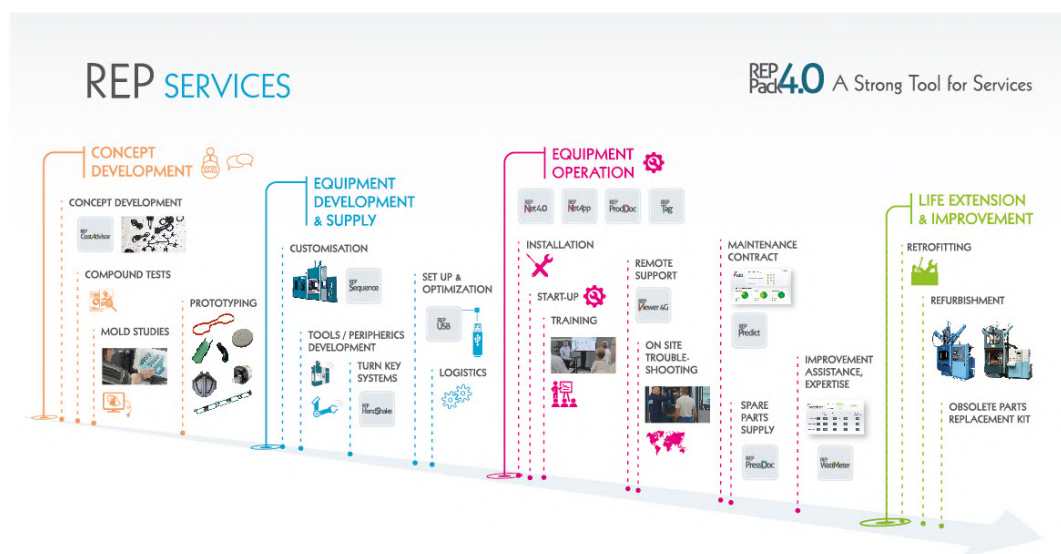 REP SERVICES
REP
Pack 4.0 A Strong Tool for Services
CONCEPT
DEVELOPMENT
CONCEPT DEVELOPMENT
REP
CostAdvisor
COMPOUND TESTS
MOLD STUDIES
PROTOTYPING
EQUIPMENT
DEVELOPMENT
& SUPPLY
CUSTOMISATION
REP
Sequence
TOOLS / PERIPHERICS
DEVELOPMENT
TURN KEY
SYSTEMS
REP
HandShake
SET UP &
OPTIMIZATION
REP
USB
LOGISTICS
EQUIPMENT
OPERATION
REP
Net4.0
REP
NetApp
REP
ProdDoc
REP
Tag
INSTALLATION
START-UP
TRAINING
REMOTE
SUPPORT
REP
Viewer 4G
ON SITE
TROUBLE-
SHOOTING
MAINTENANCE
CONTRACT
REP
Predict
SPARE
PARTS
SUPPLY
REP
PressDoc
IMPROVEMENT
ASSISTANCE,
EXPERTISE
REP
WattMeter
LIFE EXTENSION
& IMPROVEMENT
RETROFITTING
REFURBISHMENT
OBSOLETE PARTS
REPLACEMENT KIT